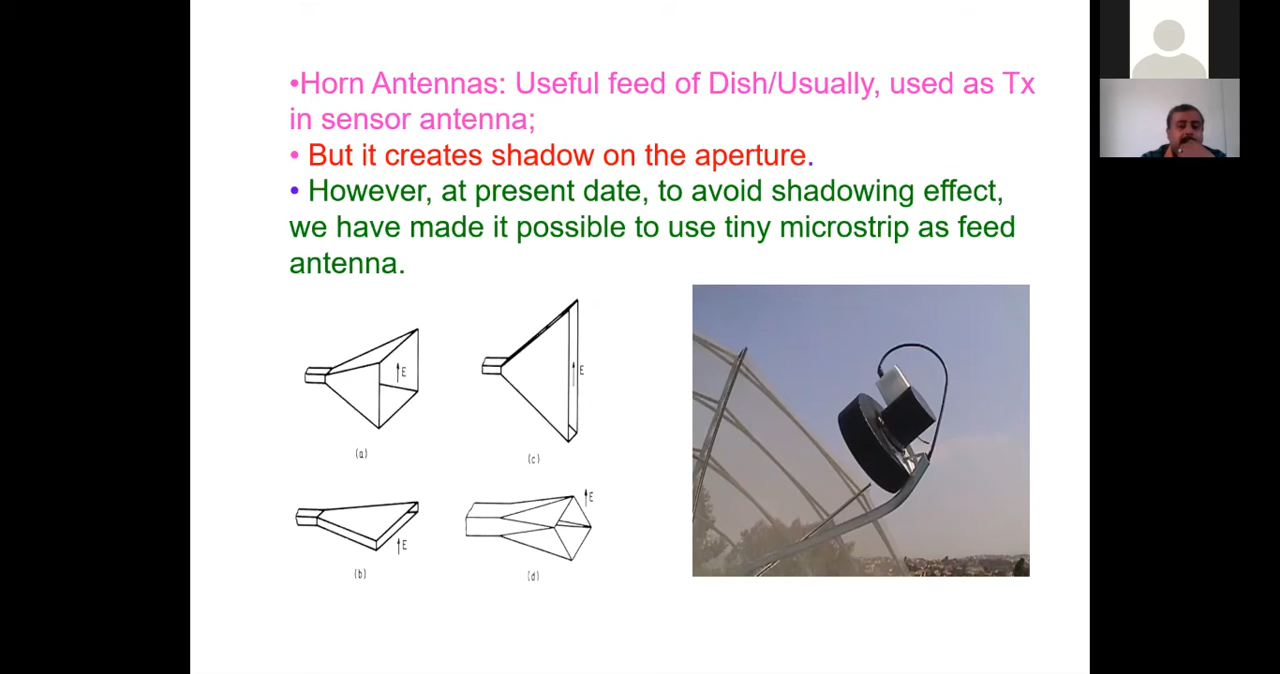 •Horn Antennas: Useful feed of Dish/Usually, used as Tx
in sensor antenna;
• But it creates shadow on the aperture.
• However, at present date, to avoid shadowing effect,
we have made it possible to use tiny microstrip as feed
antenna.
E
(a)
E
(c)
E
(b)
E
(d)